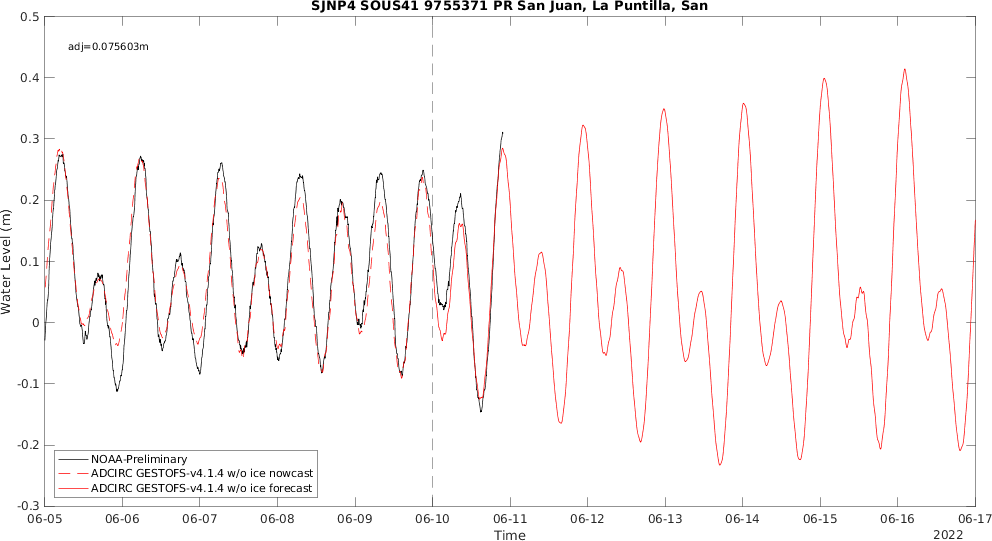 SJNP4 SOUS41 9755371 PR San Juan, La Puntilla, San
adj=0.075603m
0.5
0.4
0.3
0.2
0.1
0
-0.1
-0.2
-0.3
Water Level (m)
NOAA-Preliminary
ADCIRC GESTOFS-v4.1.4 w/o ice nowcast
ADCIRC GESTOFS-v4.1.4 w/o ice forecast
06-05 06-06 06-07 06-08 06-09 06-10 06-11 06-12 06-13 06-14 06-15 06-16 06-17
Time
2022